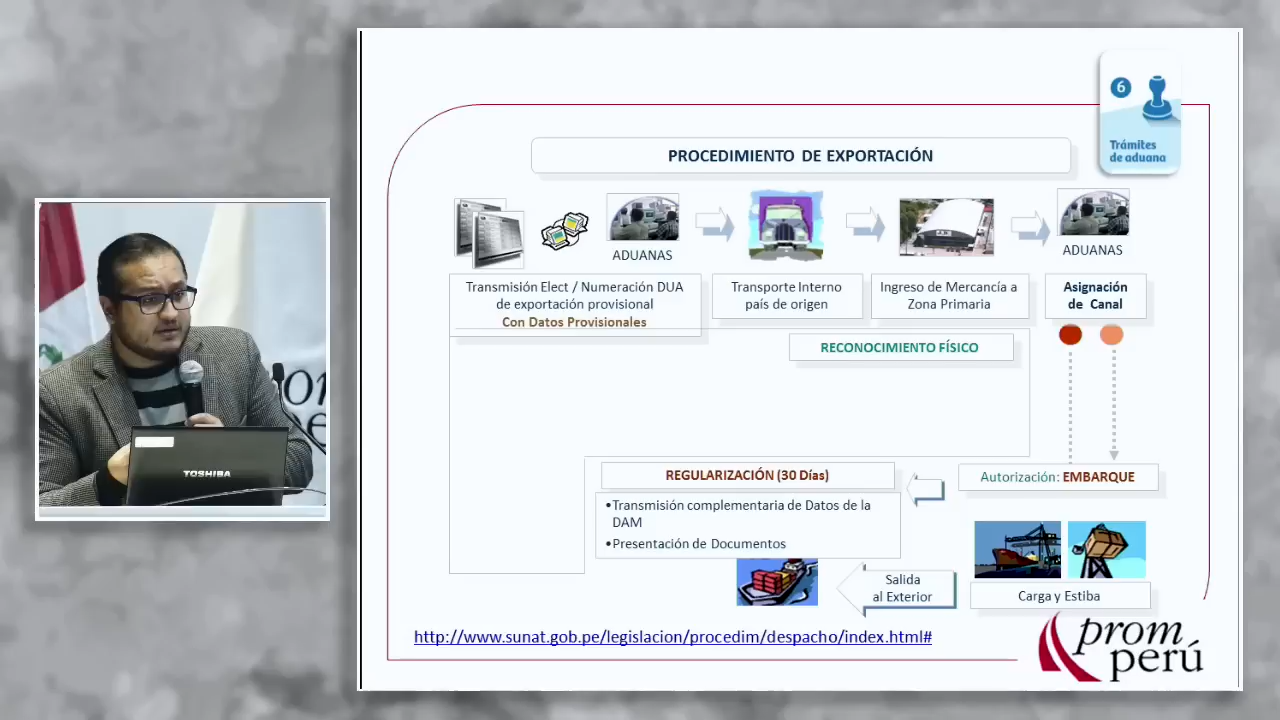 6
Trámites
de aduana
PROCEDIMIENTO DE EXPORTACIÓN
ADUANAS
ADUANAS
Transmisión Elect / Numeración DUA
de exportación provisional
Con Datos Provisionales
Transporte Interno
país de origen
Ingreso de Mercancía a
Zona Primaria
Asignación
de Canal
RECONOCIMIENTO FÍSICO
REGULARIZACIÓN (30 Días)
•Transmisión complementaria de Datos de la
DAM
•Presentación de Documentos
Autorización: EMBARQUE
Salida
al Exterior
Carga y Estiba
http://www.sunat.gob.pe/legislacion/procedim/despacho/index.html#
prom
perú
TOSHIBA